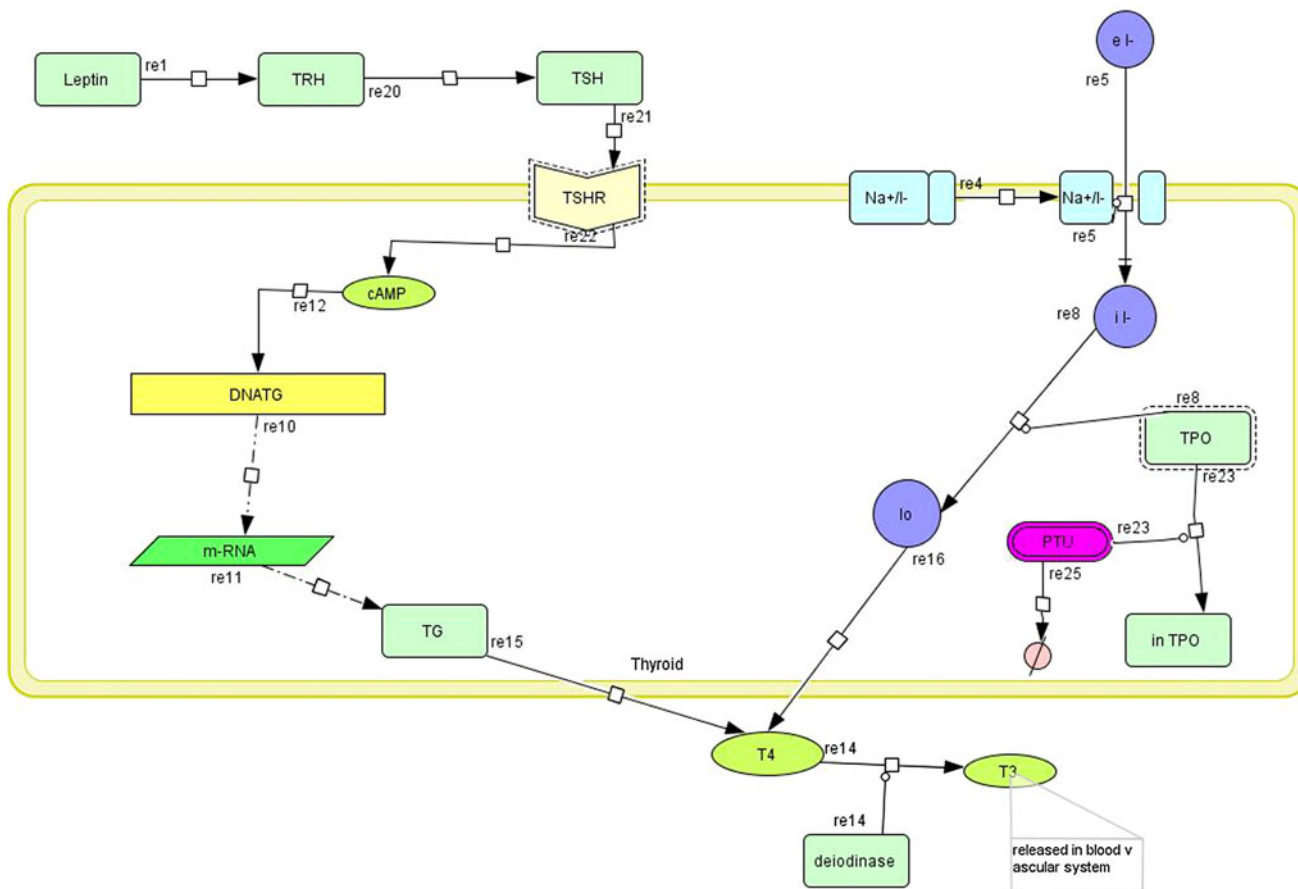 e I-
re5
Leptin
re1
TRH
re20
TSH
re21
TSHR
re22
Na+/I-
re4
Na+/I-
re5
cAMP
re12
i I-
re8
DNATG
re10
re8
TPO
re23
Io
re16
PTU
re23
re25
m-RNA
re11
TG
re15
in TPO
Thyroid
T4
re14
T3
re14
deiodinase
released in blood v
ascular system